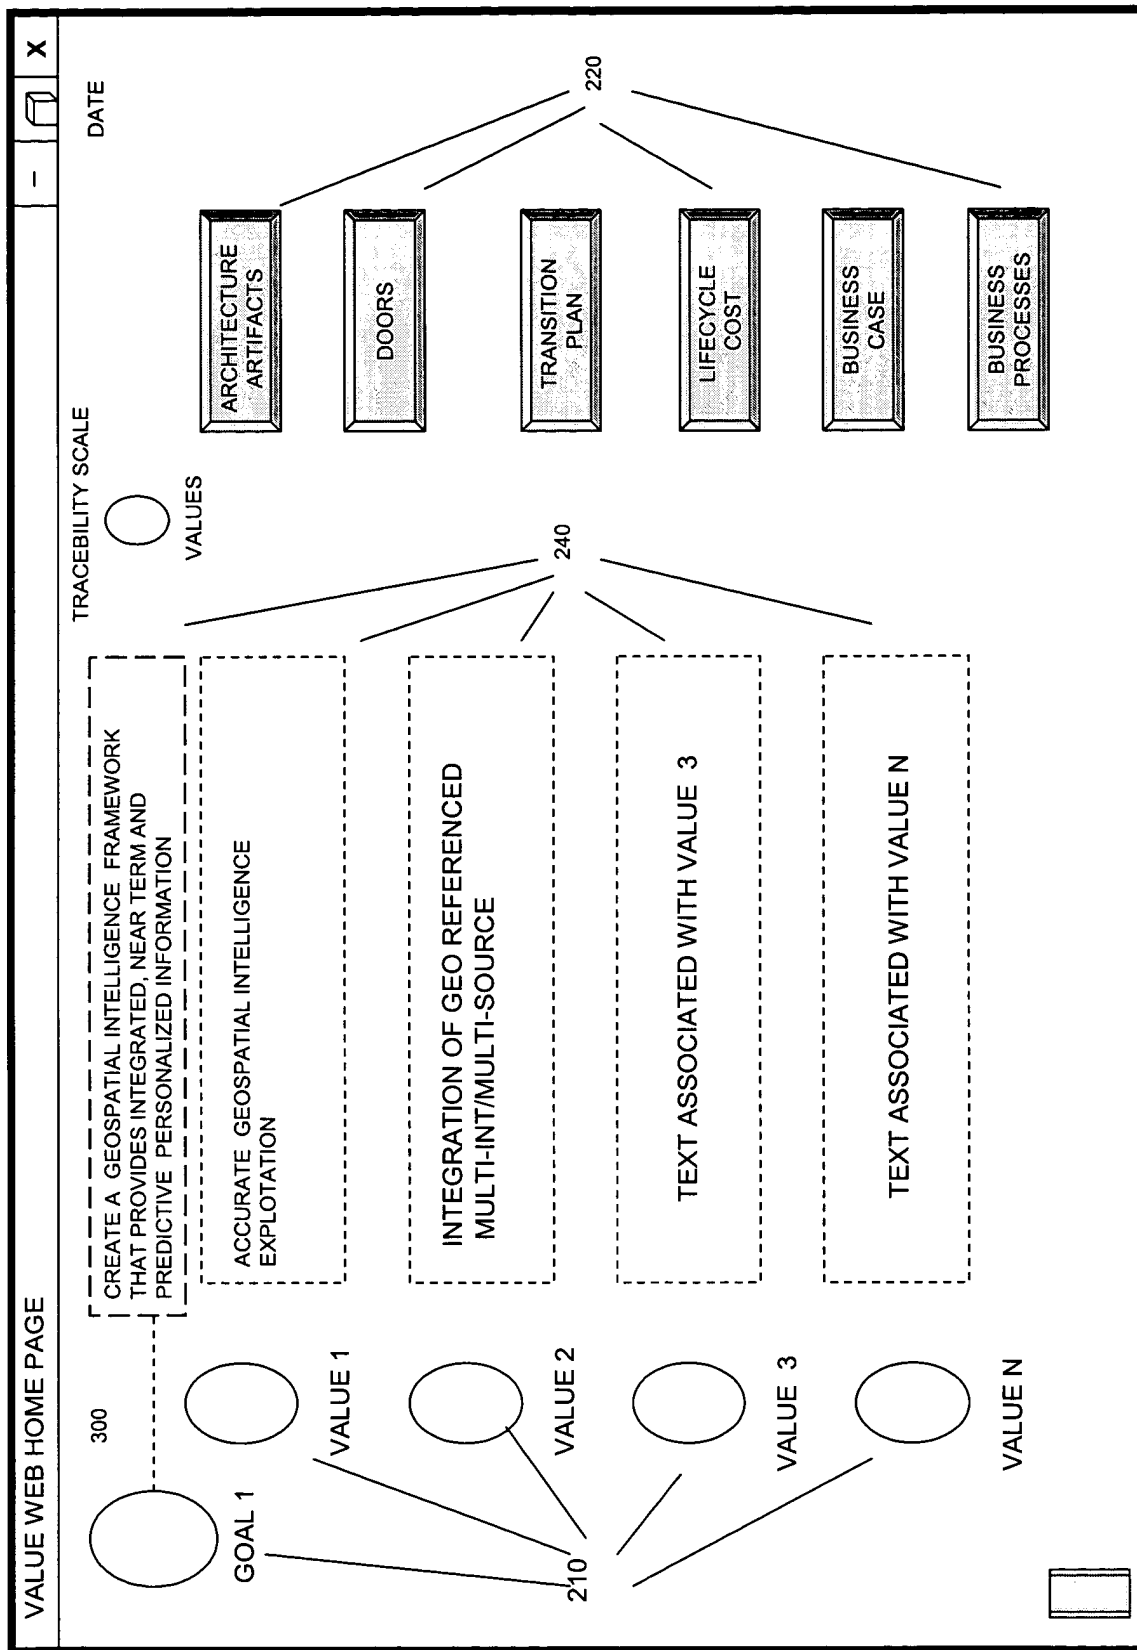 VALUE WEB HOME PAGE
–
X
300
TRACEBILITY SCALE
DATE
GOAL 1
CREATE A GEOSPATIAL INTELLIGENCE FRAMEWORK
THAT PROVIDES INTEGRATED, NEAR TERM AND
PREDICTIVE PERSONALIZED INFORMATION
VALUES
VALUE 1
ACCURATE GEOSPATIAL INTELLIGENCE
EXPLOTATION
ARCHITECTURE
ARTIFACTS
DOORS
VALUE 2
INTEGRATION OF GEO REFERENCED
MULTI-INT/MULTI-SOURCE
TRANSITION
PLAN
210
240
220
VALUE 3
TEXT ASSOCIATED WITH VALUE 3
LIFECYCLE
COST
BUSINESS
CASE
VALUE N
TEXT ASSOCIATED WITH VALUE N
BUSINESS
PROCESSES